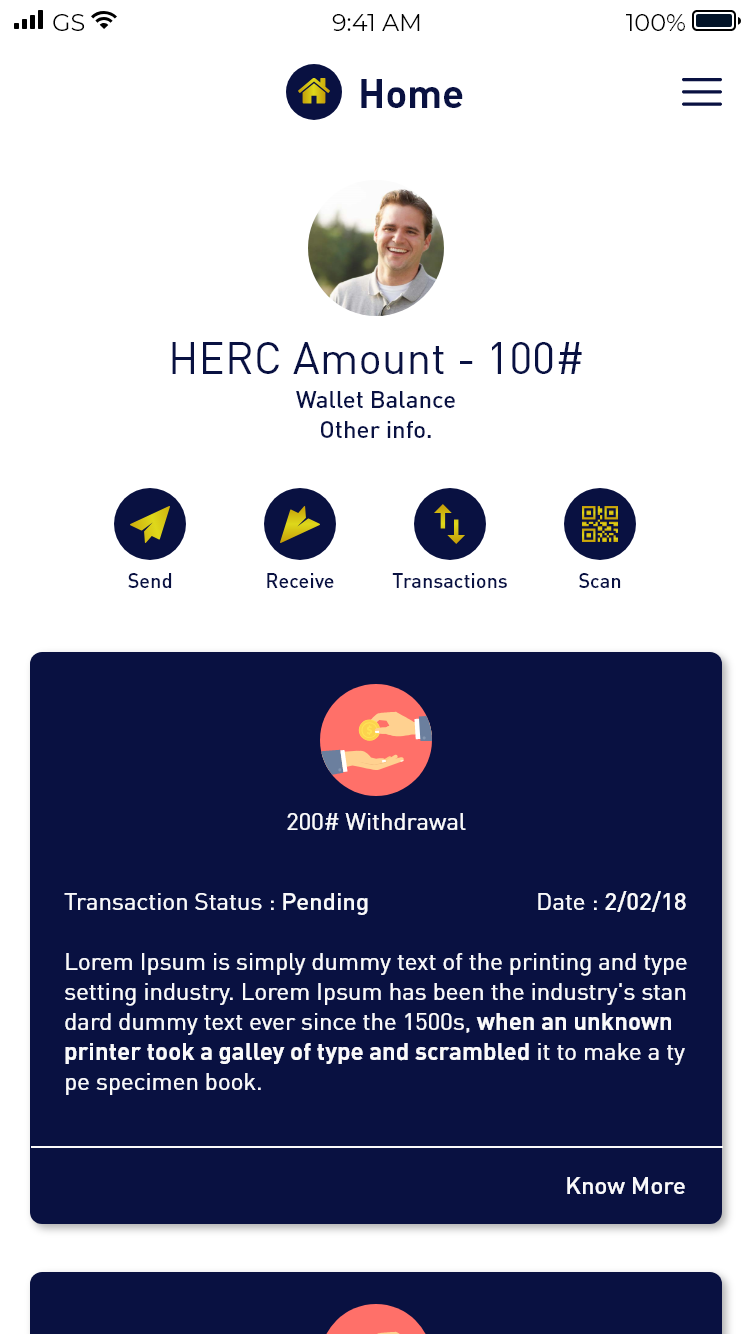 GS 9:41 AM 100%
Home
HERC Amount - 100#
Wallet Balance
Other info.
Send Receive Transactions Scan
200# Withdrawal
Transaction Status : Pending Date : 2/02/18
Lorem Ipsum is simply dummy text of the printing and type
setting industry. Lorem Ipsum has been the industry's stan
dard dummy text ever since the 1500s, when an unknown
printer took a galley of type and scrambled it to make a ty
pe specimen book.
Know More